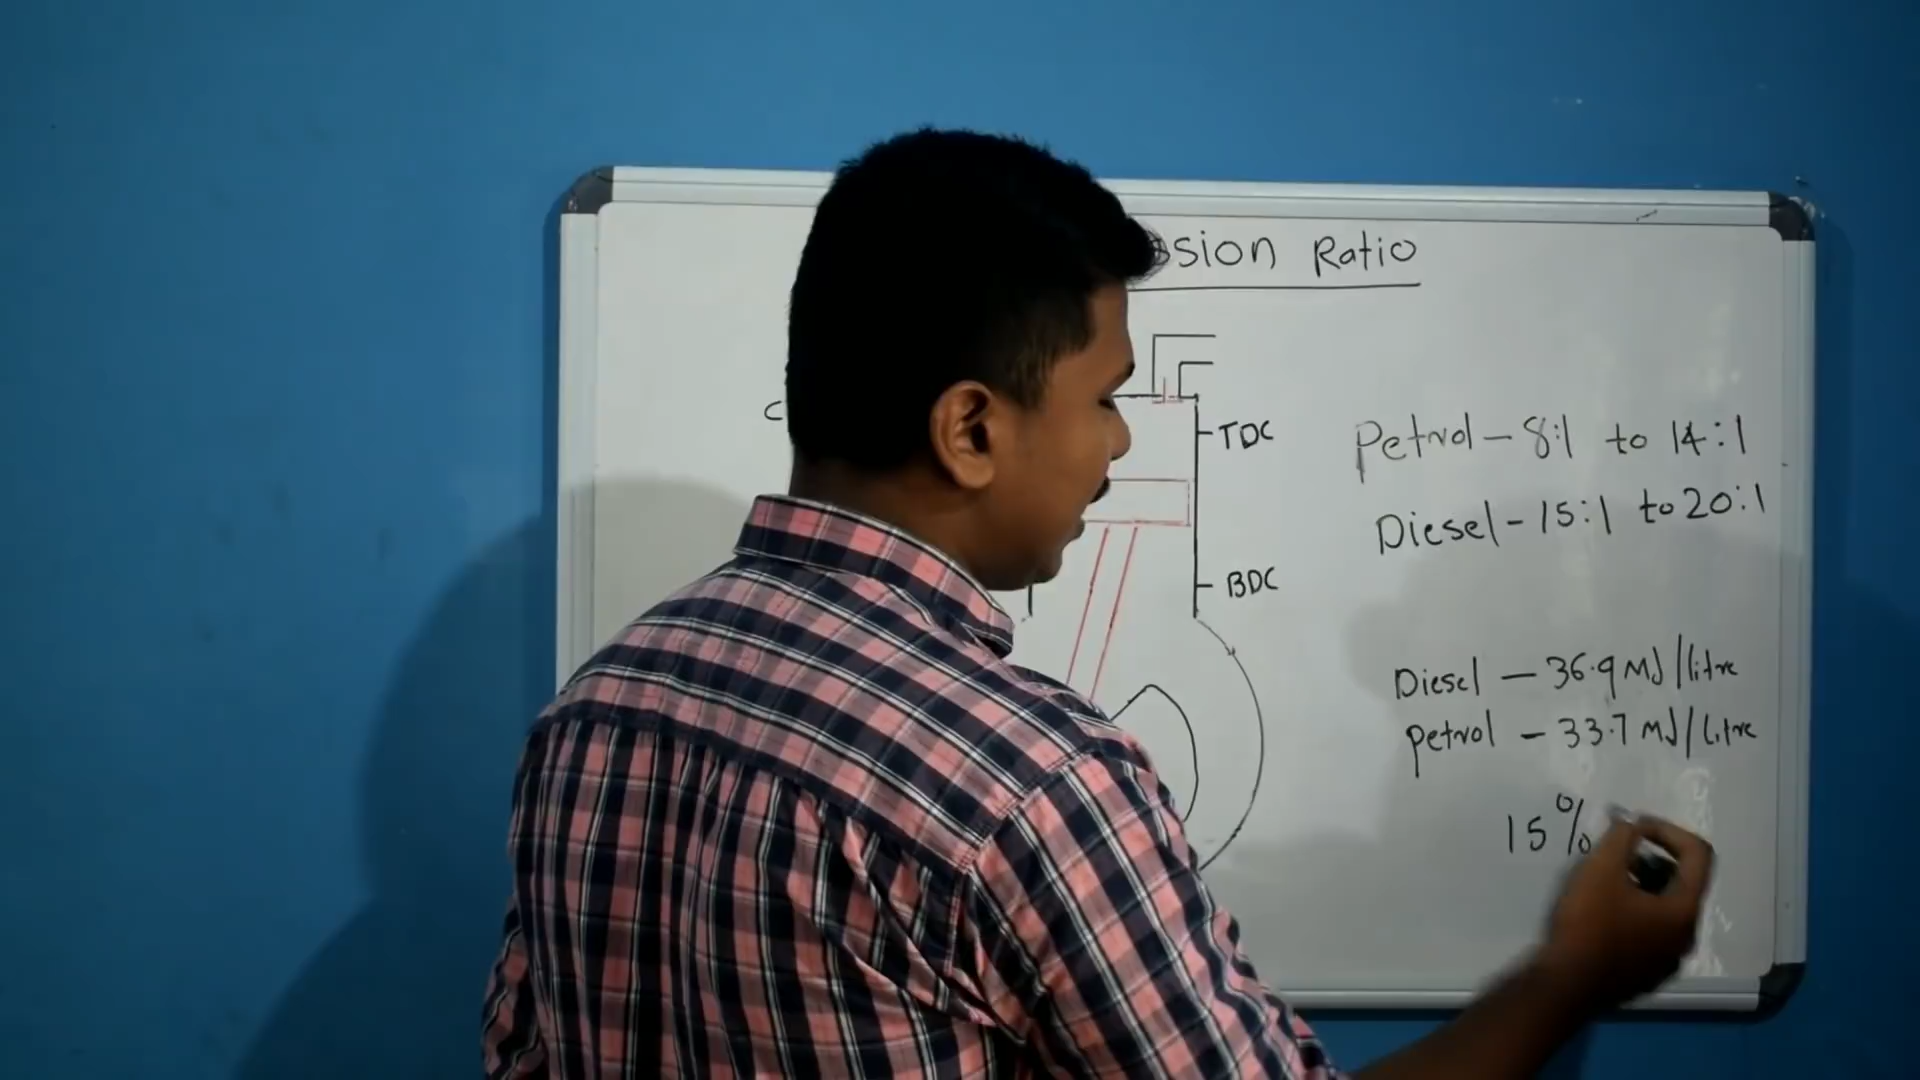 sion Ratio
C
TDC
Petrol - 8:1 to 14:1
Diesel - 15:1 to 20:1
BDC
Diesel - 36.9 MJ/litre
Petrol - 33.7 MJ/litre
15%